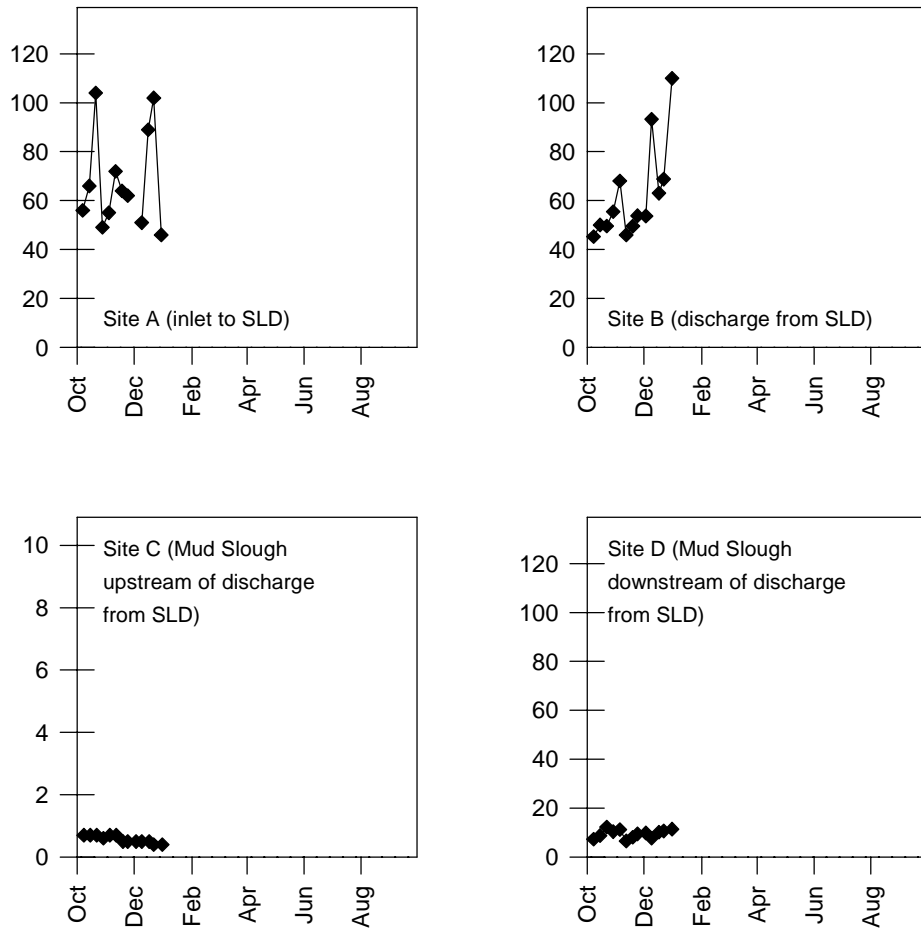 120
100
80
60
40
20
0
Site A (inlet to SLD)
Oct
Dec
Feb
Apr
Jun
Aug
120
100
80
60
40
20
0
Site B (discharge from SLD)
Oct
Dec
Feb
Apr
Jun
Aug
10
8
6
4
2
0
Site C (Mud Slough
upstream of discharge
from SLD)
Oct
Dec
Feb
Apr
Jun
Aug
120
100
80
60
40
20
0
Site D (Mud Slough
downstream of discharge
from SLD)
Oct
Dec
Feb
Apr
Jun
Aug